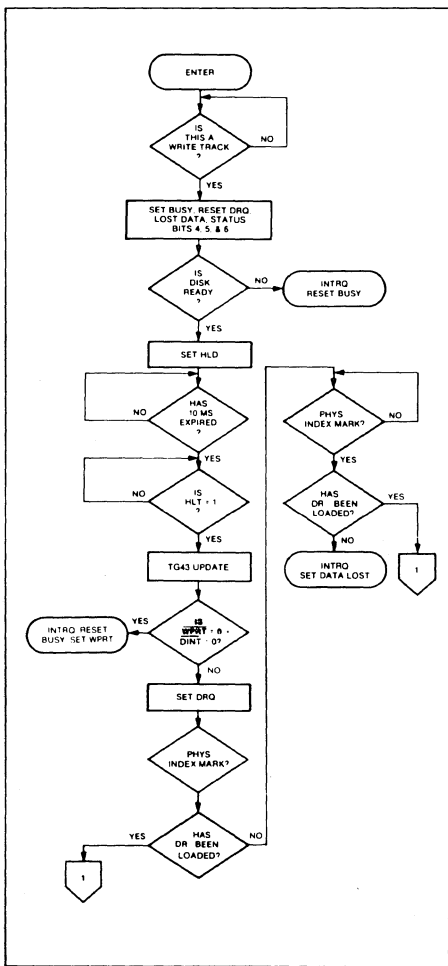 ENTER
IS
THIS A
WRITE TRACK
?
NO
YES
SET BUSY, RESET DRQ,
LOST DATA, STATUS
BITS 4, 5, & 6
IS
DISK
READY
?
NO
INTRQ
RESET BUSY
YES
SET HLD
HAS
10 MS
EXPIRED
?
NO
YES
IS
HLT = 1
?
NO
YES
TG43 UPDATE
IS
WPRT = 0 +
DINT = 0?
YES
INTRQ RESET
BUSY SET WPRT
NO
SET DRQ
PHYS
INDEX MARK?
HAS
DR BEEN
LOADED?
YES
NO
1
PHYS
INDEX MARK?
NO
YES
HAS
DR BEEN
LOADED?
YES
NO
INTRQ
SET DATA LOST
1